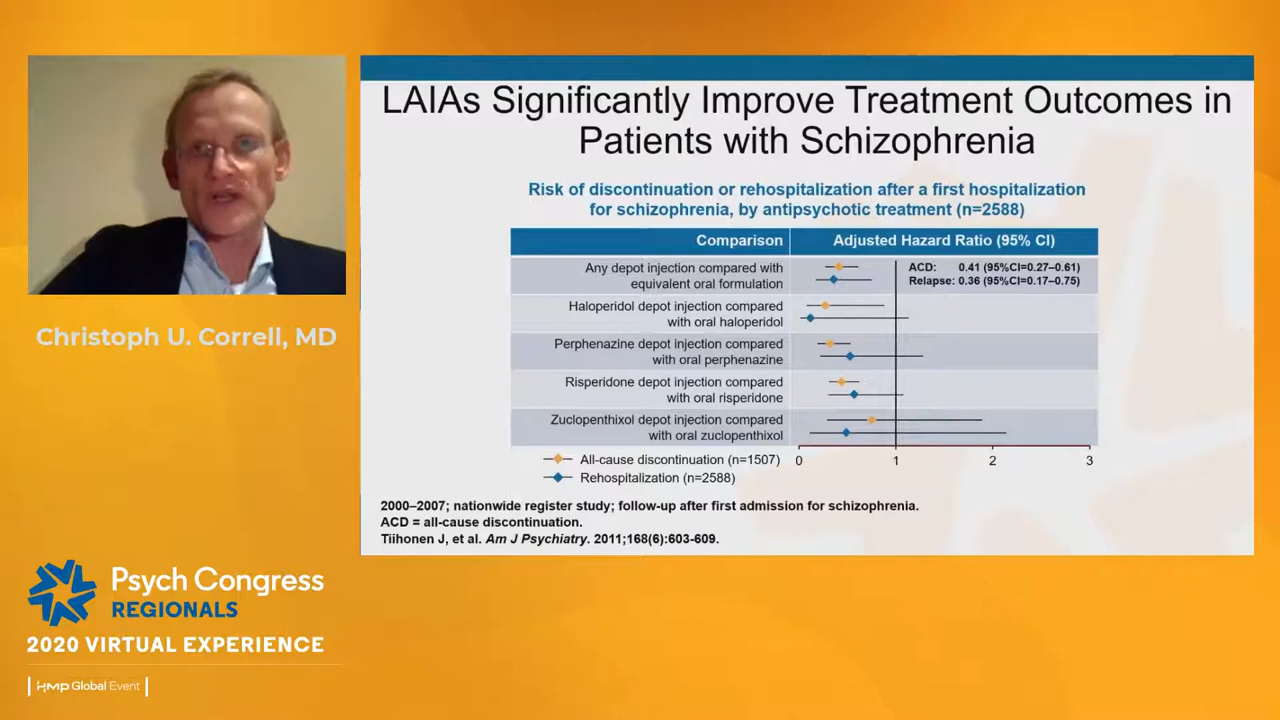 LAIAs Significantly Improve Treatment Outcomes in
Patients with Schizophrenia
Risk of discontinuation or rehospitalization after a first hospitalization
for schizophrenia, by antipsychotic treatment (n=2588)
Comparison
Adjusted Hazard Ratio (95% CI)
Any depot injection compared with
equivalent oral formulation
ACD: 0.41 (95%CI=0.27–0.61)
Relapse: 0.36 (95%CI=0.17–0.75)
Haloperidol depot injection compared
with oral haloperidol
Perphenazine depot injection compared
with oral perphenazine
Risperidone depot injection compared
with oral risperidone
Zuclopenthixol depot injection compared
with oral zuclopenthixol
All-cause discontinuation (n=1507)
Rehospitalization (n=2588)
0 1 2 3
2000–2007; nationwide register study; follow-up after first admission for schizophrenia.
ACD = all-cause discontinuation.
Tiihonen J, et al. Am J Psychiatry. 2011;168(6):603-609.
Christoph U. Correll, MD
Psych Congress
REGIONALS
2020 VIRTUAL EXPERIENCE
HMP Global Event